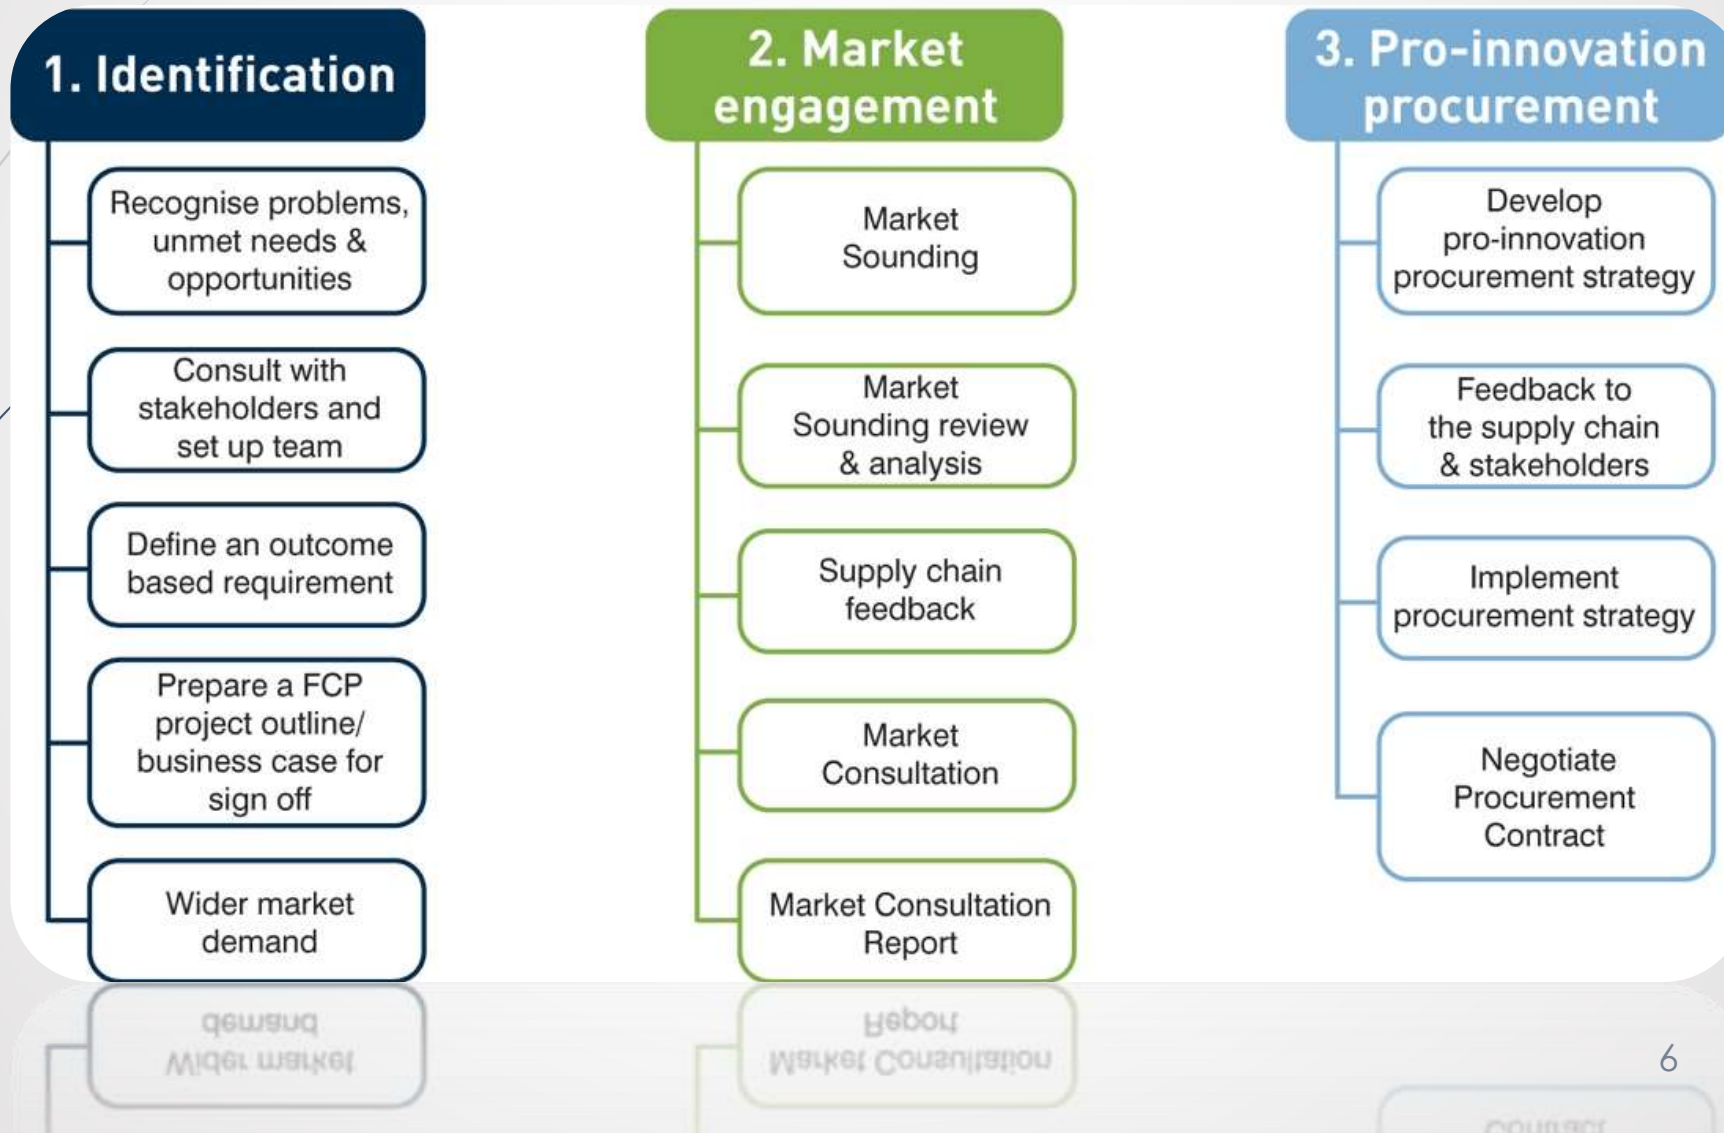 1. Identification
Recognise problems,
unmet needs &
opportunities
Consult with
stakeholders and
set up team
Define an outcome
based requirement
Prepare a FCP
project outline/
business case for
sign off
Wider market
demand
2. Market
engagement
Market
Sounding
Market
Sounding review
& analysis
Supply chain
feedback
Market
Consultation
Market Consultation
Report
3. Pro-innovation
procurement
Develop
pro-innovation
procurement strategy
Feedback to
the supply chain
& stakeholders
Implement
procurement strategy
Negotiate
Procurement
Contract
6